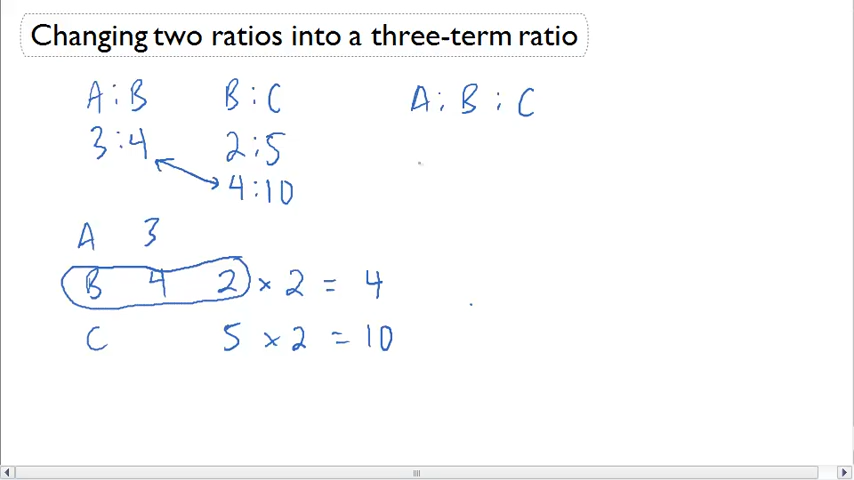 Changing two ratios into a three-term ratio
A : B B : C A : B : C
3 : 4 2 : 5
4 : 10
A 3
B 4 2 × 2 = 4
C 5 × 2 = 10